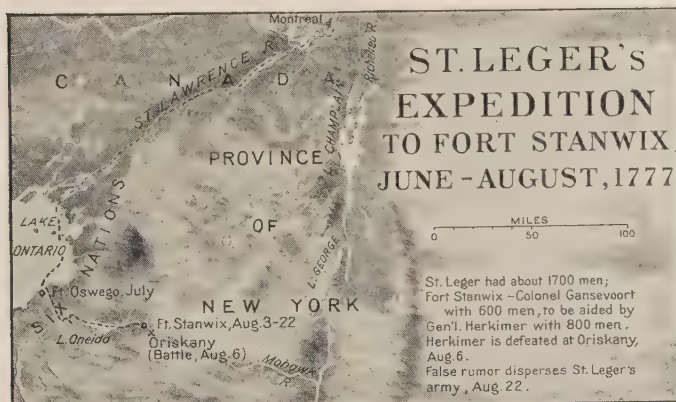 Montreal
Richelieu R.
CANADA
ST. LAWRENCE R.
L. CHAMPLAIN
PROVINCE
OF
NEW YORK
SIX NATIONS
LAKE
ONTARIO
L. GEORGE
Ft. Oswego, July
Ft. Stanwix, Aug. 3-22
L. Oneida
Oriskany
(Battle, Aug. 6)
Mohawk
R.
ST. LEGER's
EXPEDITION
TO FORT STANWIX,
JUNE - AUGUST, 1777
MILES
0 50 100
St. Leger had about 1700 men;
Fort Stanwix - Colonel Gansevoort
with 600 men, to be aided by
Gen'l. Herkimer with 800 men.
Herkimer is defeated at Oriskany,
Aug. 6.
False rumor disperses St. Leger's
army, Aug. 22.